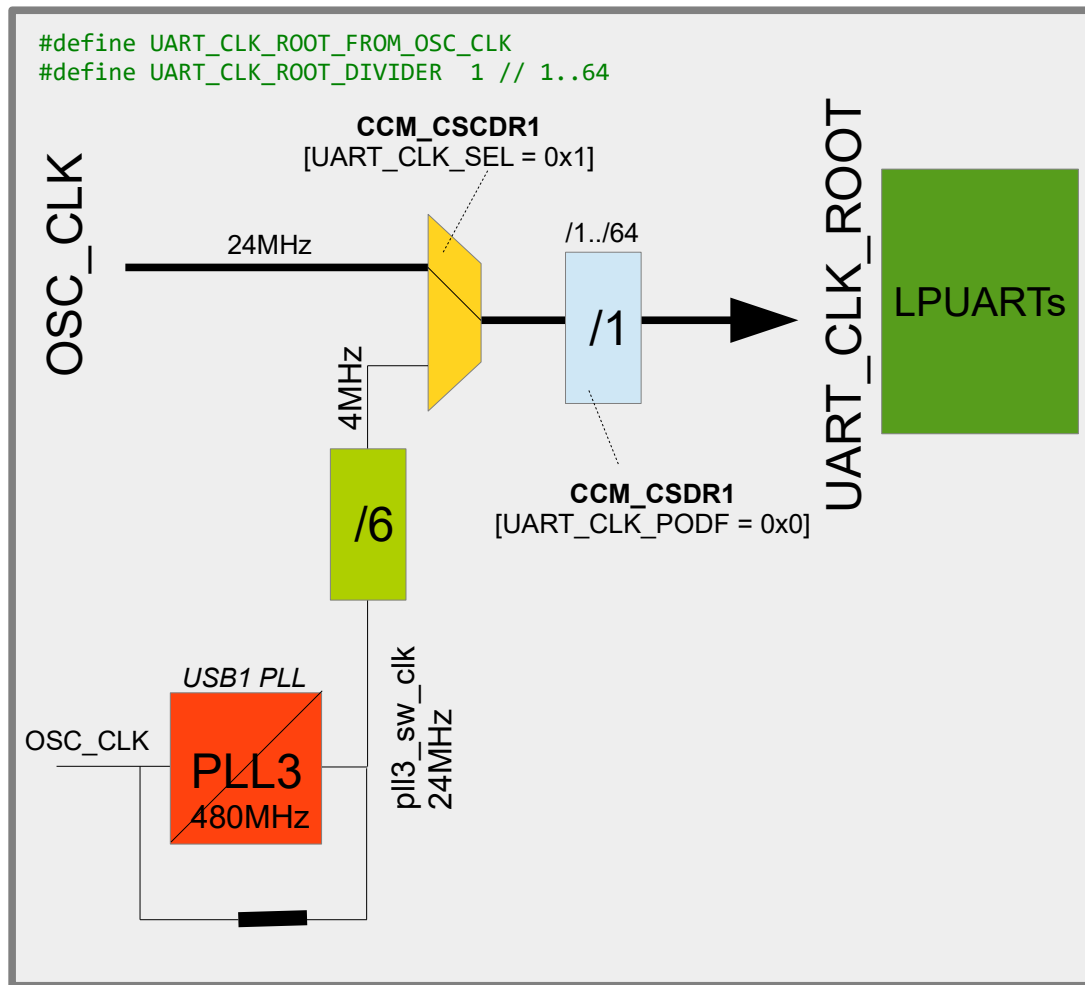 #define UART_CLK_ROOT_FROM_OSC_CLK
#define UART_CLK_ROOT_DIVIDER 1 // 1..64
CCM_CSCDR1
[UART_CLK_SEL = 0x1]
OSC_CLK
24MHz
/1../64
/1
UART_CLK_ROOT
LPUARTs
4MHz
CCM_CSDR1
[UART_CLK_PODF = 0x0]
/6
pll3_sw_clk
24MHz
USB1 PLL
OSC_CLK
PLL3
480MHz